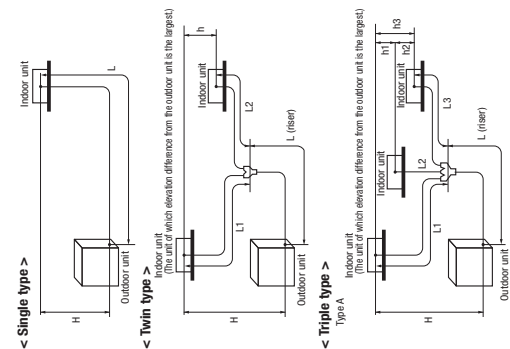 < Single type >
Indoor unit
H
L
Outdoor unit
< Twin type >
Indoor unit
(The unit of which elevation difference from the outdoor unit is the largest.)
h
Indoor unit
H
L1
L2
L (riser)
Outdoor unit
< Triple type >
Type A
Indoor unit
(The unit of which elevation difference from the outdoor unit is the largest.)
h3
h1
h2
Indoor unit
Indoor unit
H
L1
L2
L3
L (riser)
Outdoor unit